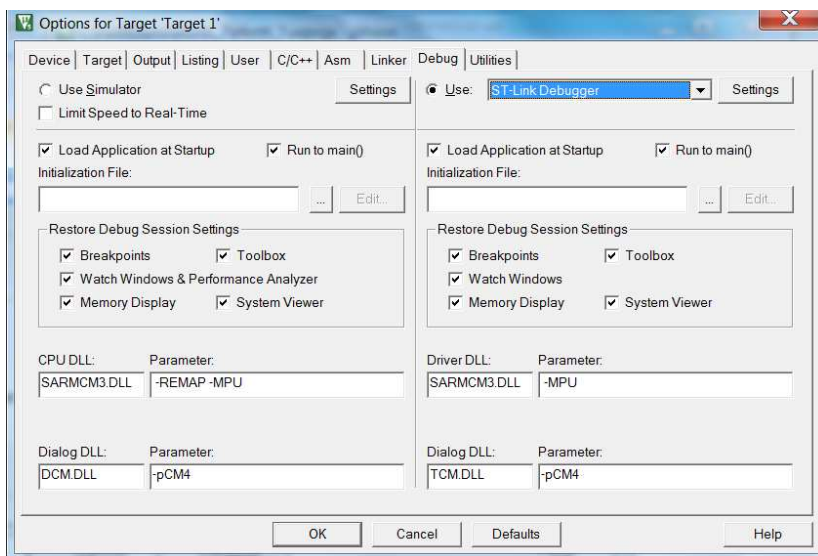 Options for Target 'Target 1'
Device Target Output Listing User C/C++ Asm Linker Debug Utilities
Use Simulator Settings
Limit Speed to Real-Time
Use: ST-Link Debugger Settings
Load Application at Startup Run to main()
Initialization File:
... Edit...
Restore Debug Session Settings
Breakpoints Toolbox
Watch Windows & Performance Analyzer
Memory Display System Viewer
CPU DLL: Parameter:
SARMCM3.DLL -REMAP -MPU
Dialog DLL: Parameter:
DCM.DLL -pCM4
Load Application at Startup Run to main()
Initialization File:
... Edit...
Restore Debug Session Settings
Breakpoints Toolbox
Watch Windows
Memory Display System Viewer
Driver DLL: Parameter:
SARMCM3.DLL -MPU
Dialog DLL: Parameter:
TCM.DLL -pCM4
OK Cancel Defaults Help